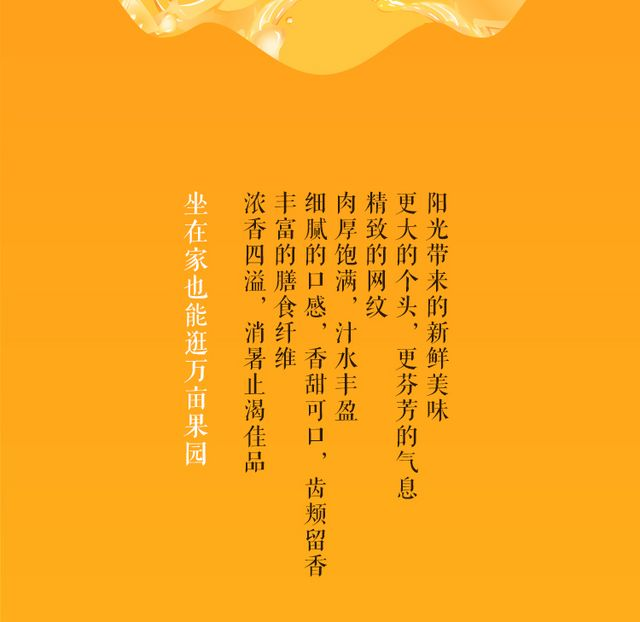 阳光带来的新鲜美味
更大的个头，更芬芳的气息
精致的网纹
肉厚饱满，汁水丰盈
细腻的口感，香甜可口，齿颊留香
丰富的膳食纤维
浓香四溢，消暑止渴佳品
坐在家也能逛万亩果园